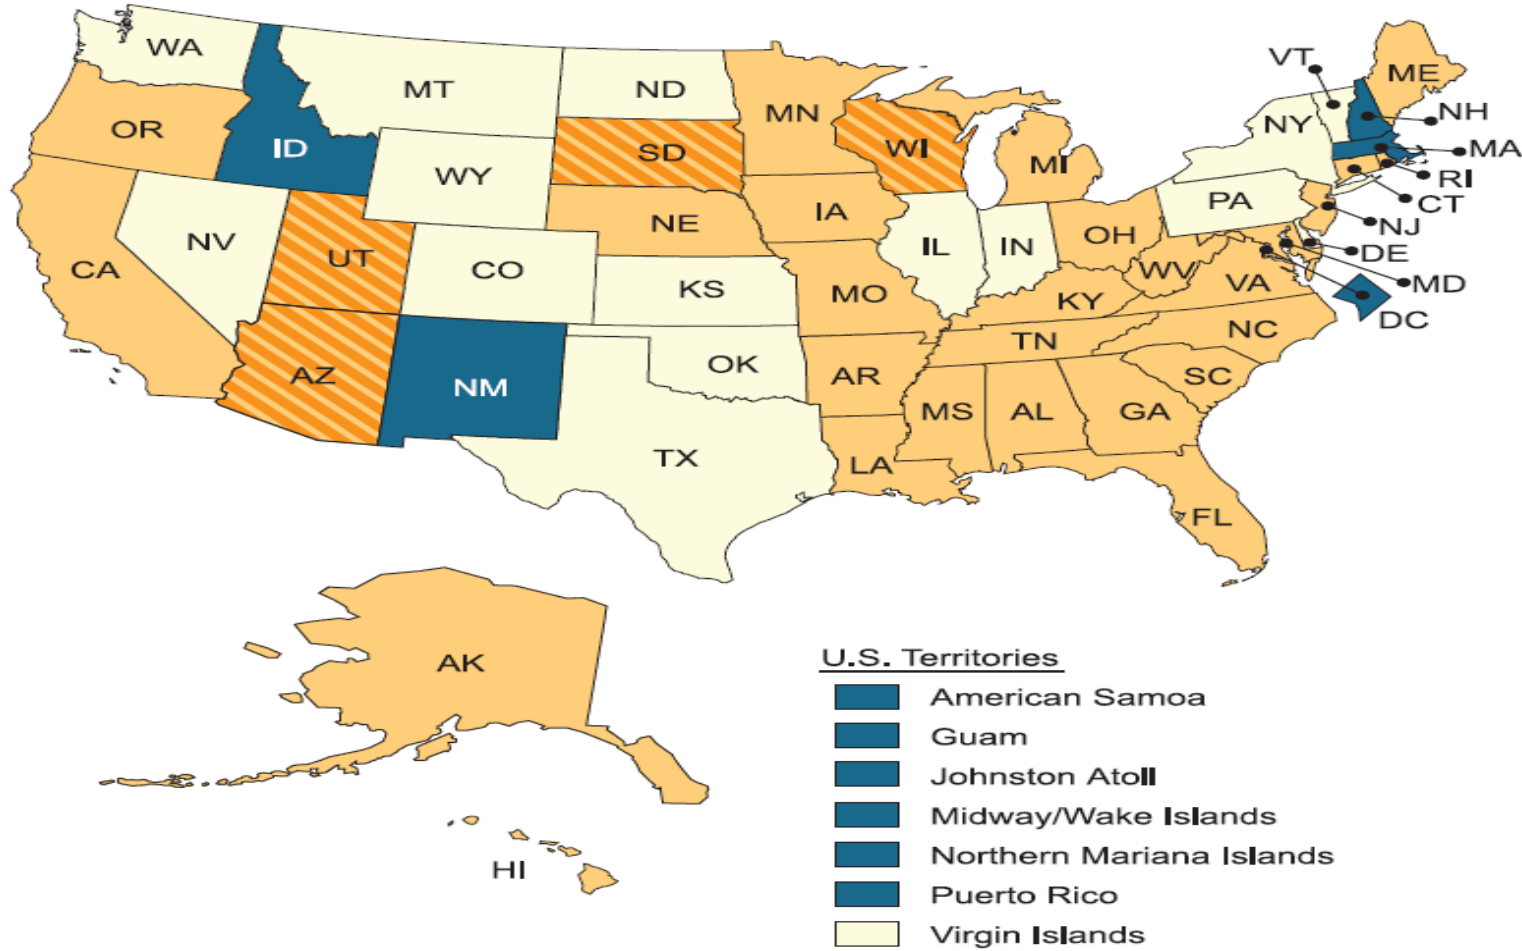 WA
MT
ND
MN
VT
ME
OR
ID
SD
WI
MI
NY
NH
MA
WY
RI
PA
CT
NV
NE
IA
IL
IN
OH
NJ
DE
CA
UT
CO
KS
MO
KY
WV
VA
MD
DC
AZ
NM
OK
AR
TN
NC
SC
MS
AL
GA
TX
LA
FL
AK
HI
U.S. Territories
American Samoa
Guam
Johnston Atoll
Midway/Wake Islands
Northern Mariana Islands
Puerto Rico
Virgin Islands